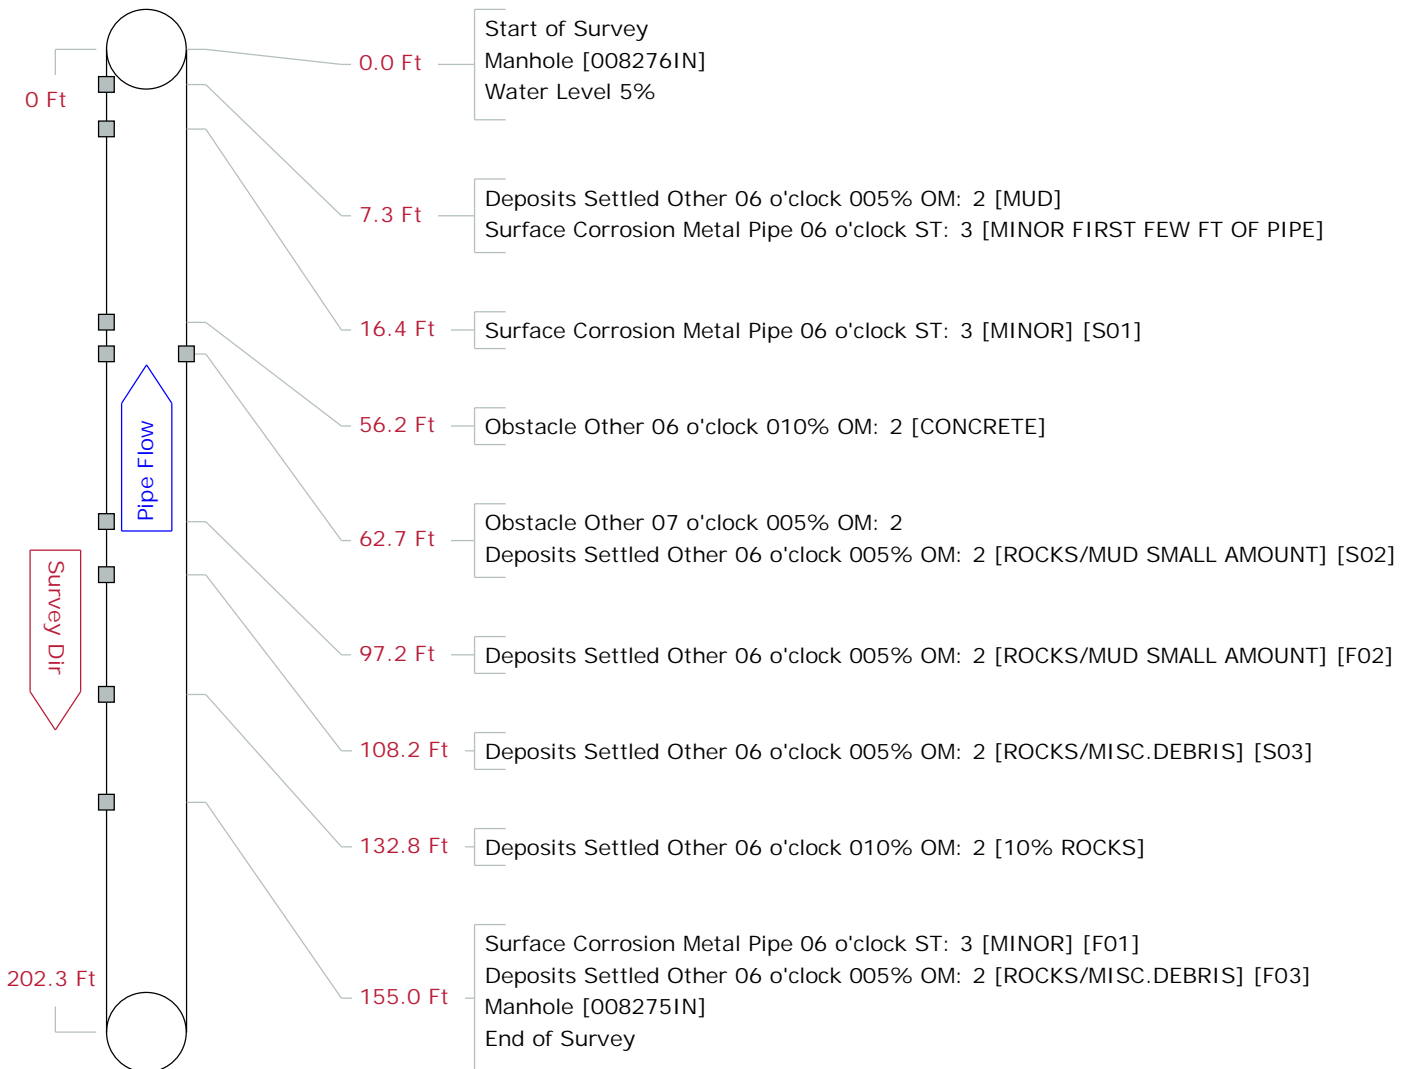 0 Ft
0.0 Ft
Start of Survey
Manhole [008276IN]
Water Level 5%
7.3 Ft
Deposits Settled Other 06 o'clock 005% OM: 2 [MUD]
Surface Corrosion Metal Pipe 06 o'clock ST: 3 [MINOR FIRST FEW FT OF PIPE]
16.4 Ft
Surface Corrosion Metal Pipe 06 o'clock ST: 3 [MINOR] [S01]
56.2 Ft
Obstacle Other 06 o'clock 010% OM: 2 [CONCRETE]
Pipe Flow
62.7 Ft
Obstacle Other 07 o'clock 005% OM: 2
Deposits Settled Other 06 o'clock 005% OM: 2 [ROCKS/MUD SMALL AMOUNT] [S02]
Survey Dir
97.2 Ft
Deposits Settled Other 06 o'clock 005% OM: 2 [ROCKS/MUD SMALL AMOUNT] [F02]
108.2 Ft
Deposits Settled Other 06 o'clock 005% OM: 2 [ROCKS/MISC.DEBRIS] [S03]
132.8 Ft
Deposits Settled Other 06 o'clock 010% OM: 2 [10% ROCKS]
202.3 Ft
155.0 Ft
Surface Corrosion Metal Pipe 06 o'clock ST: 3 [MINOR] [F01]
Deposits Settled Other 06 o'clock 005% OM: 2 [ROCKS/MISC.DEBRIS] [F03]
Manhole [008275IN]
End of Survey